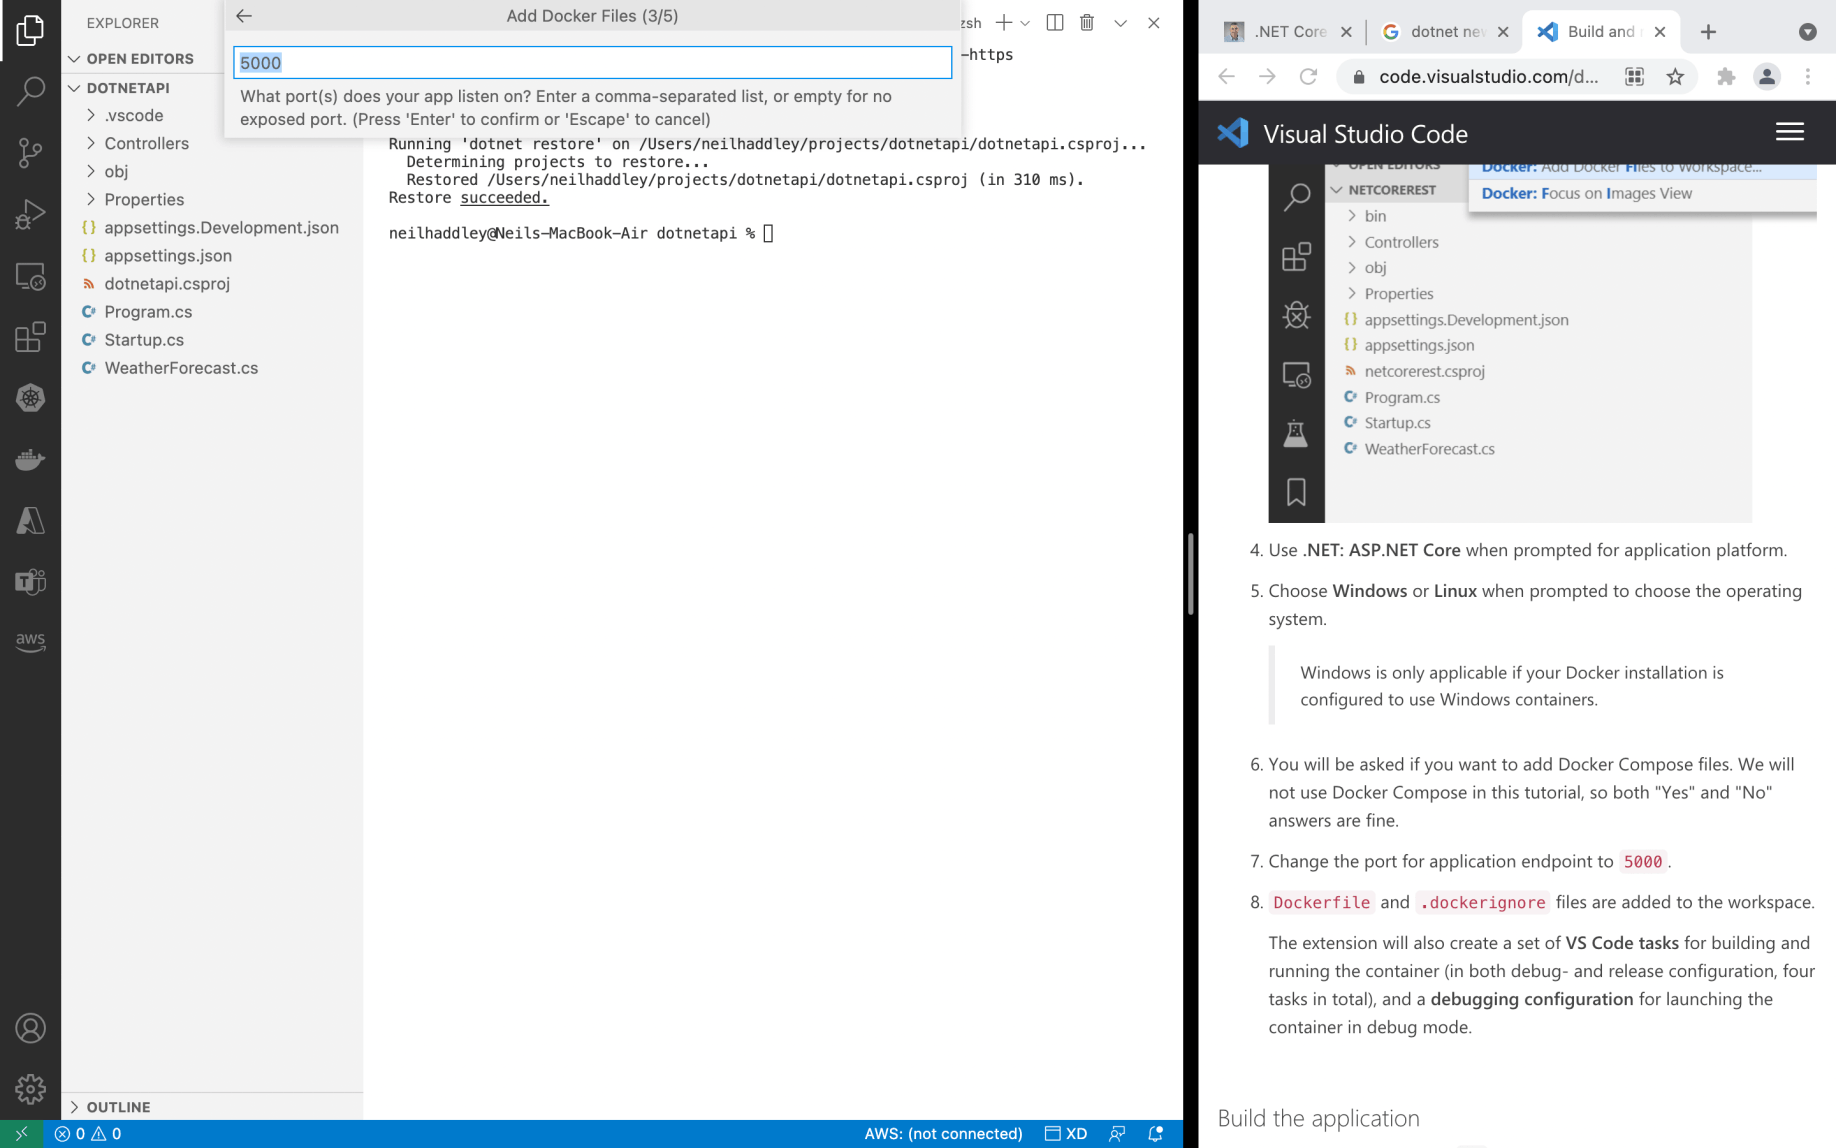 EXPLORER
OPEN EDITORS
DOTNETAPI
.vscode
Controllers
obj
Properties
appsettings.Development.json
appsettings.json
dotnetapi.csproj
Program.cs
Startup.cs
WeatherForecast.cs
aws
OUTLINE
Add Docker Files (3/5)
5000
What port(s) does your app listen on? Enter a comma-separated list, or empty for no
exposed port. (Press 'Enter' to confirm or 'Escape' to cancel)
zsh
-https
Running 'dotnet restore' on /Users/neilhaddley/projects/dotnetapi/dotnetapi.csproj...
Determining projects to restore...
Restored /Users/neilhaddley/projects/dotnetapi/dotnetapi.csproj (in 310 ms).
Restore succeeded.
neilhaddley@Neils-MacBook-Air dotnetapi %
0 0
AWS: (not connected)
XD
.NET Core
dotnet new
Build and
code.visualstudio.com/d...
Visual Studio Code
OPEN EDITORS
Docker: Add Docker Files to Workspace...
NETCOREREST
Docker: Focus on Images View
bin
Controllers
obj
Properties
appsettings.Development.json
appsettings.json
netcorerest.csproj
Program.cs
Startup.cs
WeatherForecast.cs
4. Use .NET: ASP.NET Core when prompted for application platform.
5. Choose Windows or Linux when prompted to choose the operating
system.
Windows is only applicable if your Docker installation is
configured to use Windows containers.
6. You will be asked if you want to add Docker Compose files. We will
not use Docker Compose in this tutorial, so both "Yes" and "No"
answers are fine.
7. Change the port for application endpoint to 5000.
8. Dockerfile and .dockerignore files are added to the workspace.
The extension will also create a set of VS Code tasks for building and
running the container (in both debug- and release configuration, four
tasks in total), and a debugging configuration for launching the
container in debug mode.
Build the application